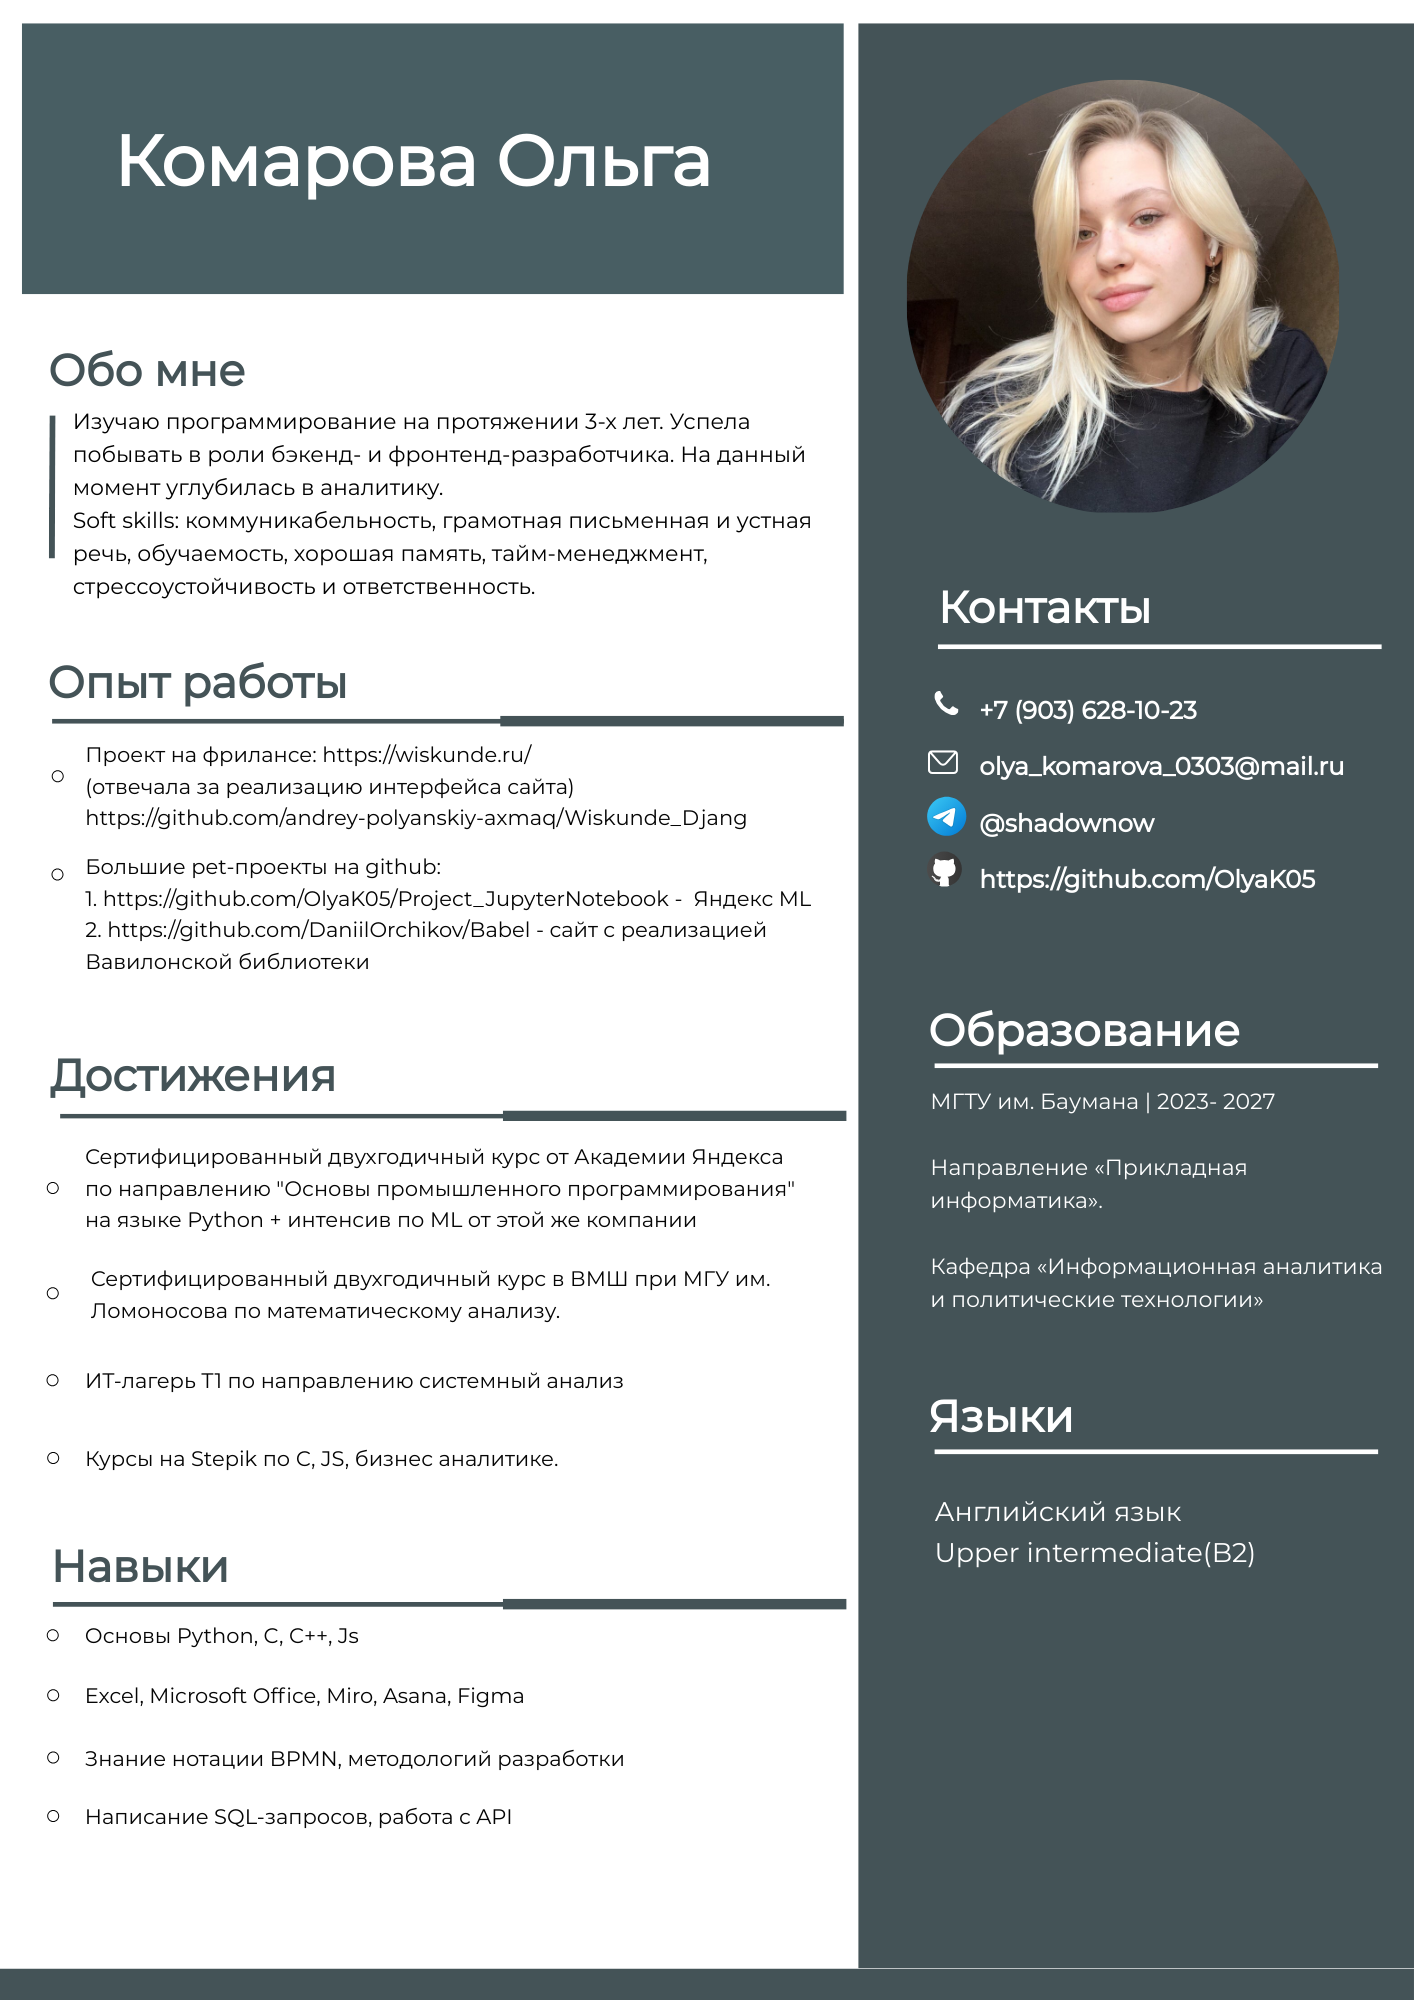 Комарова Ольга
Обо мне
Изучаю программирование на протяжении 3-х лет. Успела
побывать в роли бэкенд- и фронтенд-разработчика. На данный
момент углубилась в аналитику.
Soft skills: коммуникабельность, грамотная письменная и устная
речь, обучаемость, хорошая память, тайм-менеджмент,
стрессоустойчивость и ответственность.
Опыт работы
Проект на фрилансе: https://wiskunde.ru/
(отвечала за реализацию интерфейса сайта)
https://github.com/andrey-polyanskiy-axmaq/Wiskunde_Django
Большие pet-проекты на github:
1. https://github.com/OlyaK05/Project_JupyterNotebook -  Яндекс ML
2. https://github.com/DaniilOrchikov/Babel - сайт с реализацией
Вавилонской библиотеки
Достижения
Сертифицированный двухгодичный курс от Академии Яндекса
по направлению "Основы промышленного программирования"
на языке Python + интенсив по ML от этой же компании
Сертифицированный двухгодичный курс в ВМШ при МГУ им.
Ломоносова по математическому анализу.
ИТ-лагерь Т1 по направлению системный анализ
Курсы на Stepik по C, JS, бизнес аналитике.
Навыки
Основы Python, C, C++, Js
Excel, Microsoft Office, Miro, Asana, Figma
Знание нотации BPMN, методологий разработки
Написание SQL-запросов, работа с API
Контакты
+7 (903) 628-10-23
olya_komarova_0303@mail.ru
@shadownow
https://github.com/OlyaK05
Образование
МГТУ им. Баумана | 2023- 2027
Направление «Прикладная
информатика».
Кафедра «Информационная аналитика
и политические технологии»
Языки
Английский язык
Upper intermediate(B2)